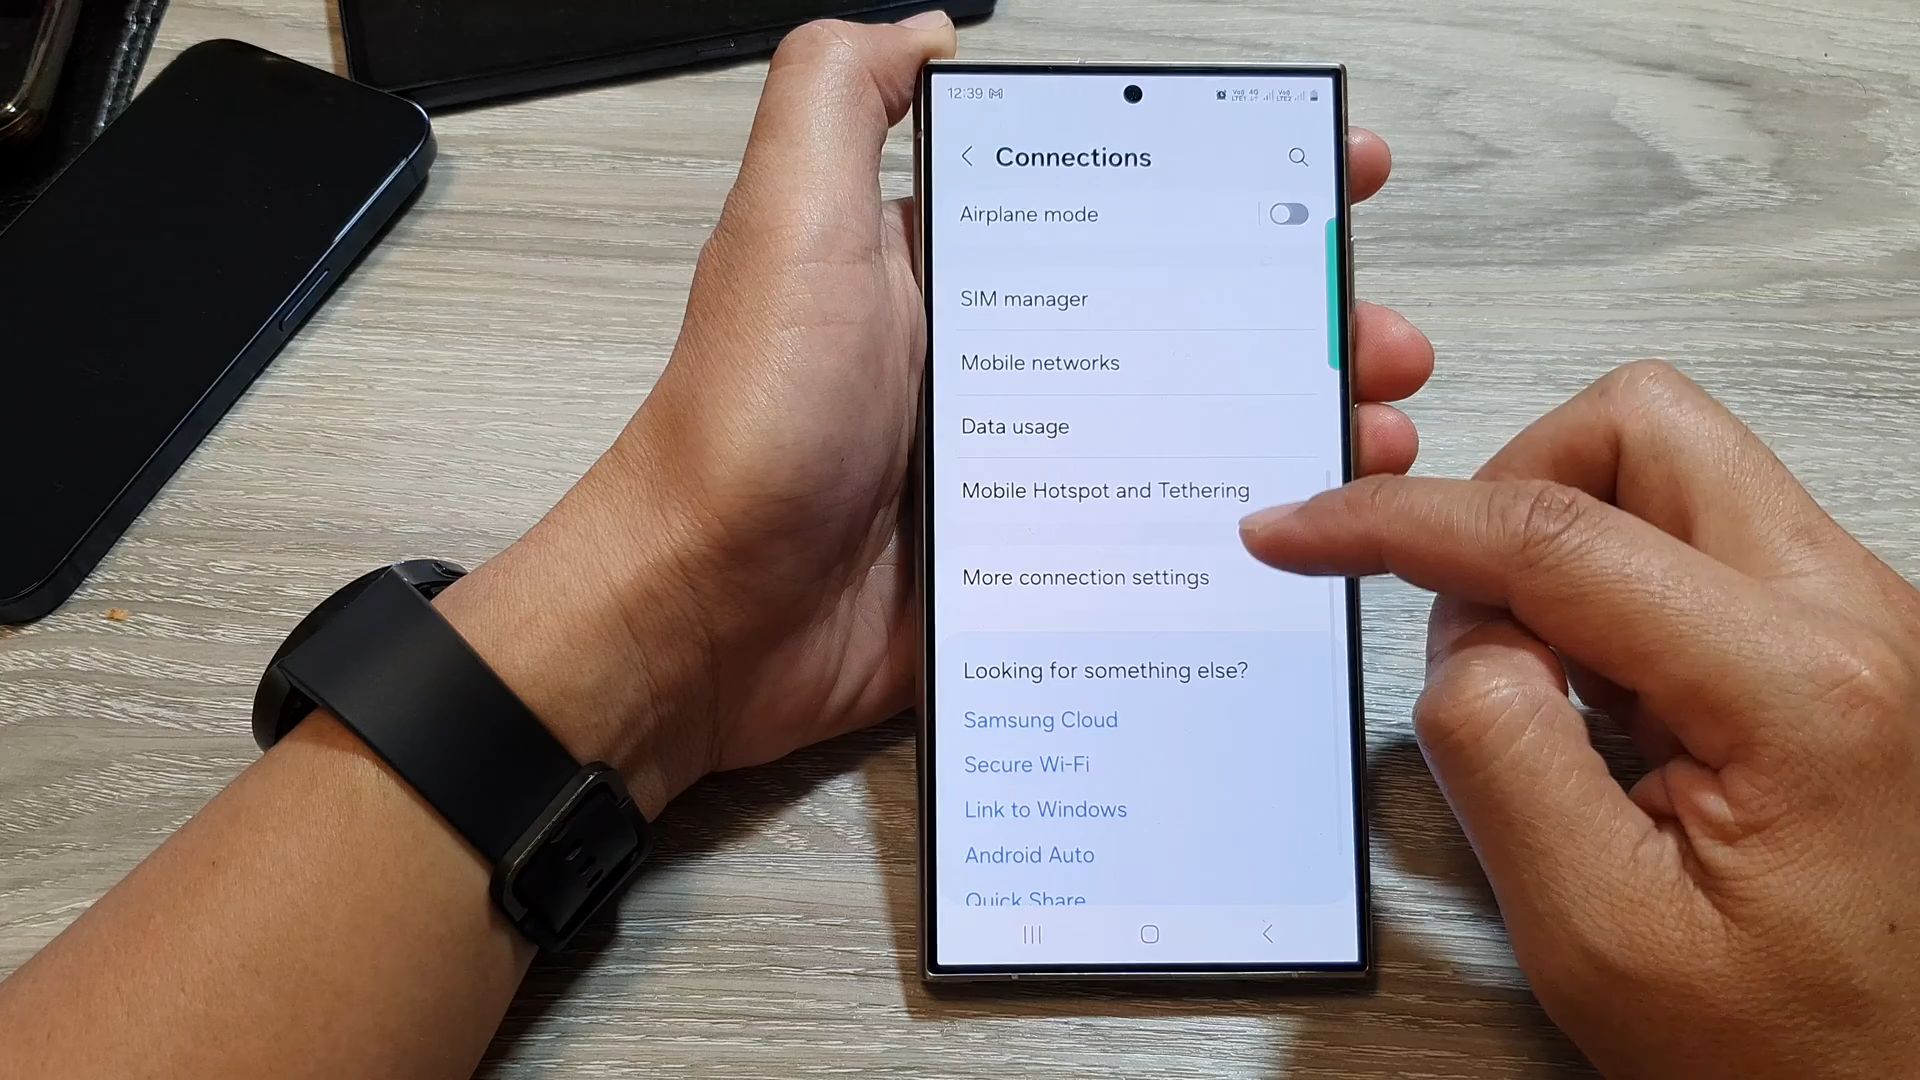 12:39
Connections
Airplane mode
SIM manager
Mobile networks
Data usage
Mobile Hotspot and Tethering
More connection settings
Looking for something else?
Samsung Cloud
Secure Wi-Fi
Link to Windows
Android Auto
Quick Share